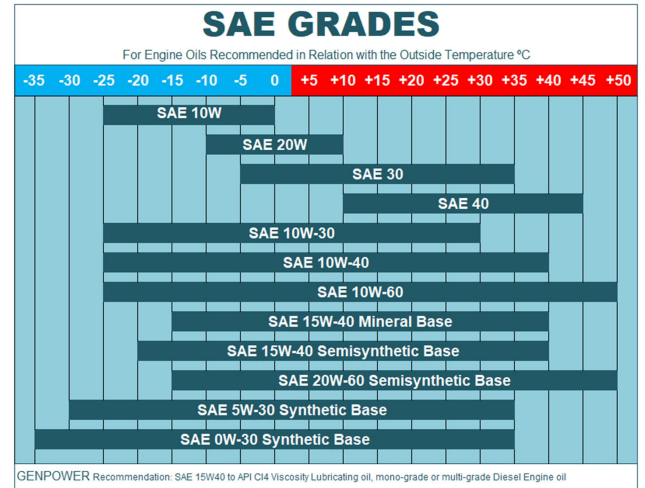 SAE GRADES
For Engine Oils Recommended in Relation with the Outside Temperature ºC
-35 -30 -25 -20 -15 -10 -5 0 +5 +10 +15 +20 +25 +30 +35 +40 +45 +50
SAE 10W
SAE 20W
SAE 30
SAE 40
SAE 10W-30
SAE 10W-40
SAE 10W-60
SAE 15W-40 Mineral Base
SAE 15W-40 Semisynthetic Base
SAE 20W-60 Semisynthetic Base
SAE 5W-30 Synthetic Base
SAE 0W-30 Synthetic Base
GENPOWER Recommendation: SAE 15W40 to API CI4 Viscosity Lubricating oil, mono-grade or multi-grade Diesel Engine oil